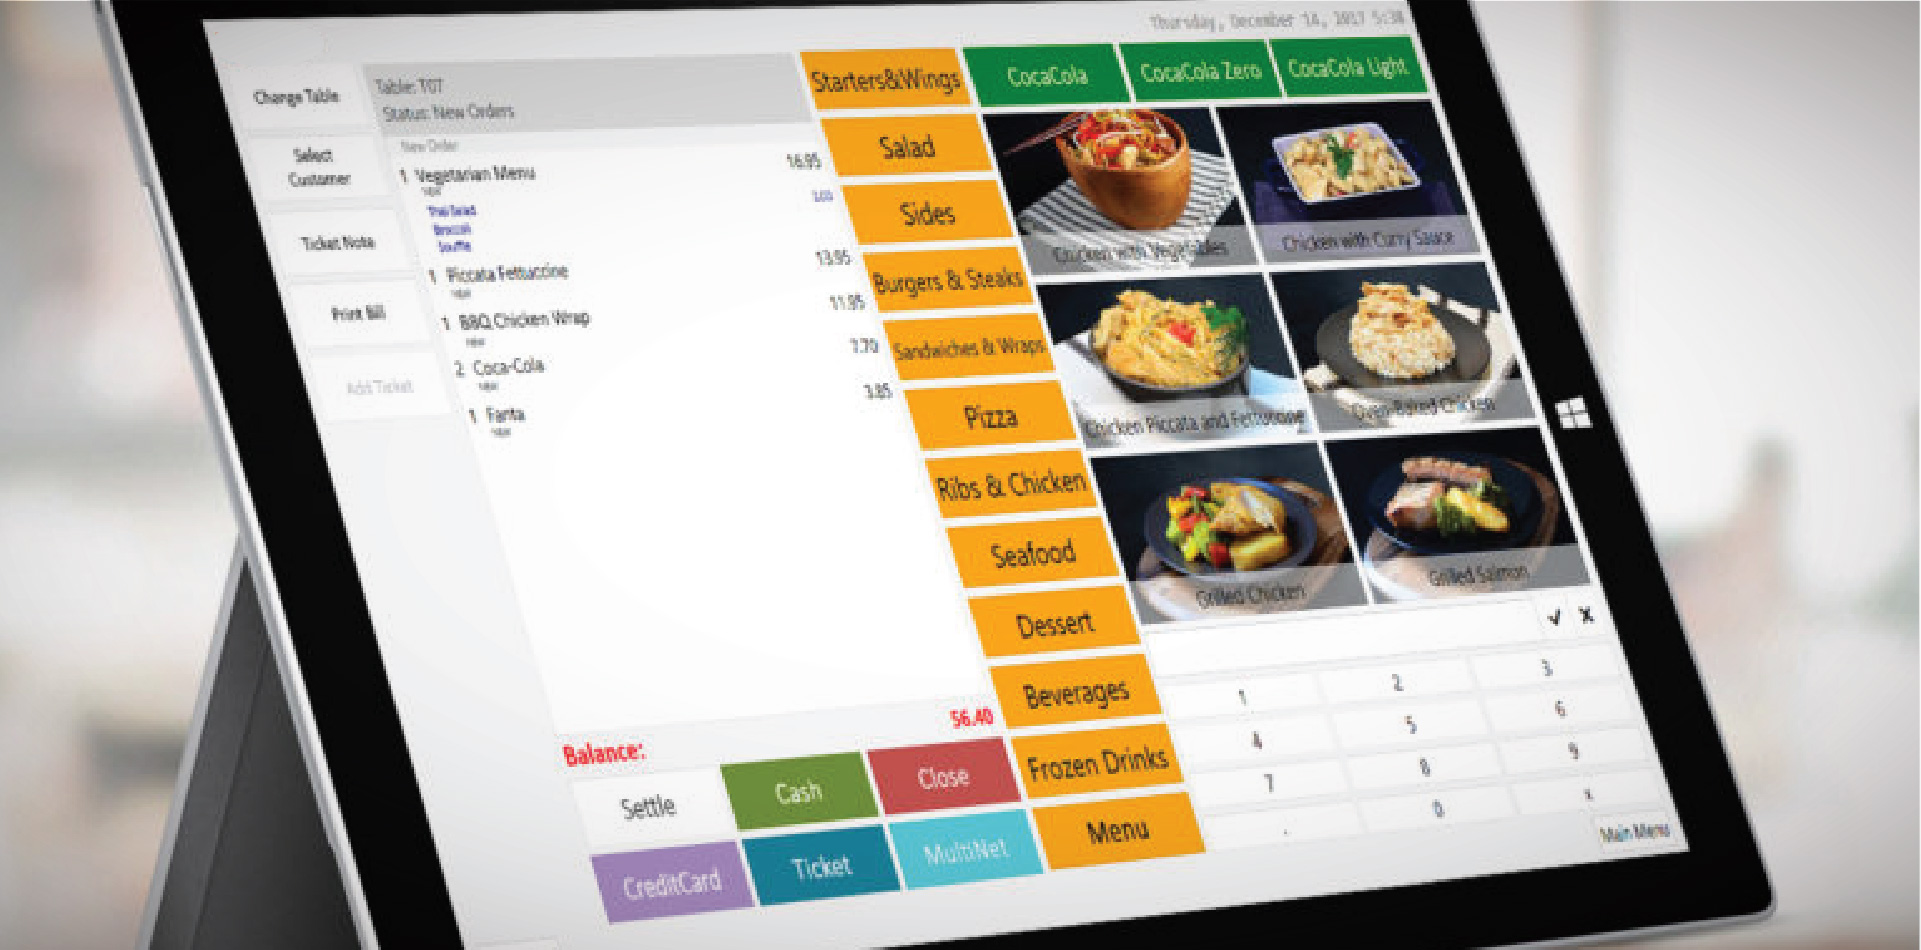 Thursday, December 14, 2017 5:38
Change Table
Select
Customer
Ticket Note
Print Bill
Add Ticket
Table: T07
Status: New Orders
New Order
1 Vegetarian Menu 16.95
New
Thai Salad 2.00
Broccoli
Souffle
1 Piccata Fettuccine 13.95
New
1 BBQ Chicken Wrap 11.95
New
2 Coca-Cola 7.70
New
1 Fanta 3.85
New
Balance: 56.40
Settle
Cash
Close
CreditCard
Ticket
MultiNet
Starters&Wings
Salad
Sides
Burgers & Steaks
Sandwiches & Wraps
Pizza
Ribs & Chicken
Seafood
Dessert
Beverages
Frozen Drinks
Menu
CocaCola
CocaCola Zero
CocaCola Light
Chicken with Vegetables
Chicken with Curry Sauce
Chicken Piccata and Fettuccine
Oven-Baked Chicken
Grilled Chicken
Grilled Salmon
✓ X
1 2 3
4 5 6
7 8 9
. 0 x
Main Menu